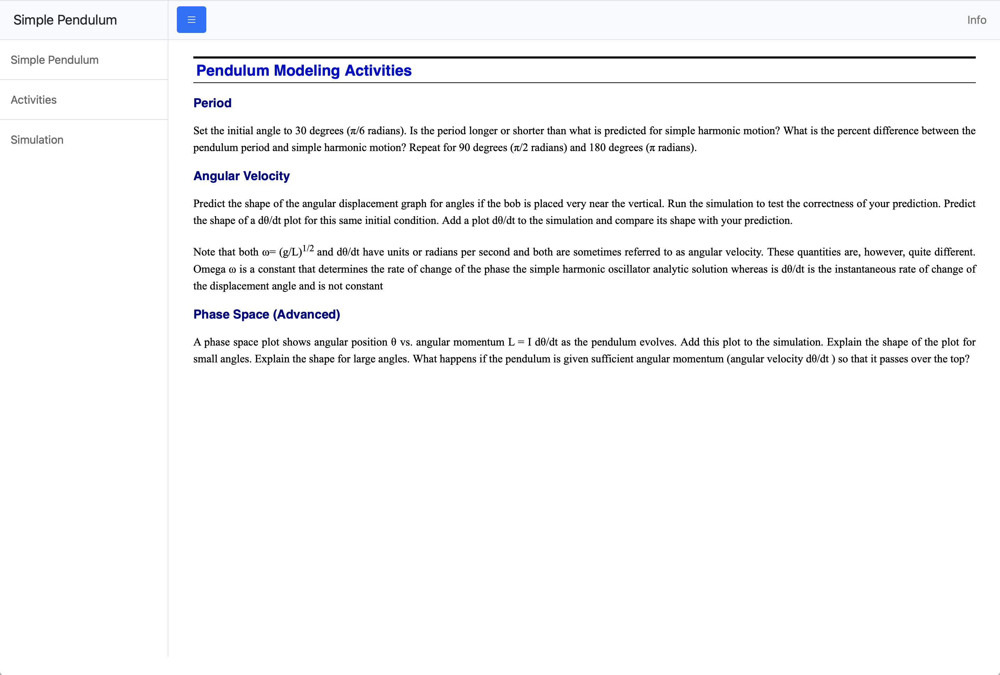 Simple Pendulum
Info
Simple Pendulum
Activities
Simulation
Pendulum Modeling Activities
Period
Set the initial angle to 30 degrees (π/6 radians). Is the period longer or shorter than what is predicted for simple harmonic motion? What is the percent difference between the
pendulum period and simple harmonic motion? Repeat for 90 degrees (π/2 radians) and 180 degrees (π radians).
Angular Velocity
Predict the shape of the angular displacement graph for angles if the bob is placed very near the vertical. Run the simulation to test the correctness of your prediction. Predict
the shape of a dθ/dt plot for this same initial condition. Add a plot dθ/dt to the simulation and compare its shape with your prediction.
Note that both ω= (g/L)^1/2 and dθ/dt have units or radians per second and both are sometimes referred to as angular velocity. These quantities are, however, quite different.
Omega ω is a constant that determines the rate of change of the phase the simple harmonic oscillator analytic solution whereas is dθ/dt is the instantaneous rate of change of
the displacement angle and is not constant
Phase Space (Advanced)
A phase space plot shows angular position θ vs. angular momentum L = I dθ/dt as the pendulum evolves. Add this plot to the simulation. Explain the shape of the plot for
small angles. Explain the shape for large angles. What happens if the pendulum is given sufficient angular momentum (angular velocity dθ/dt ) so that it passes over the top?